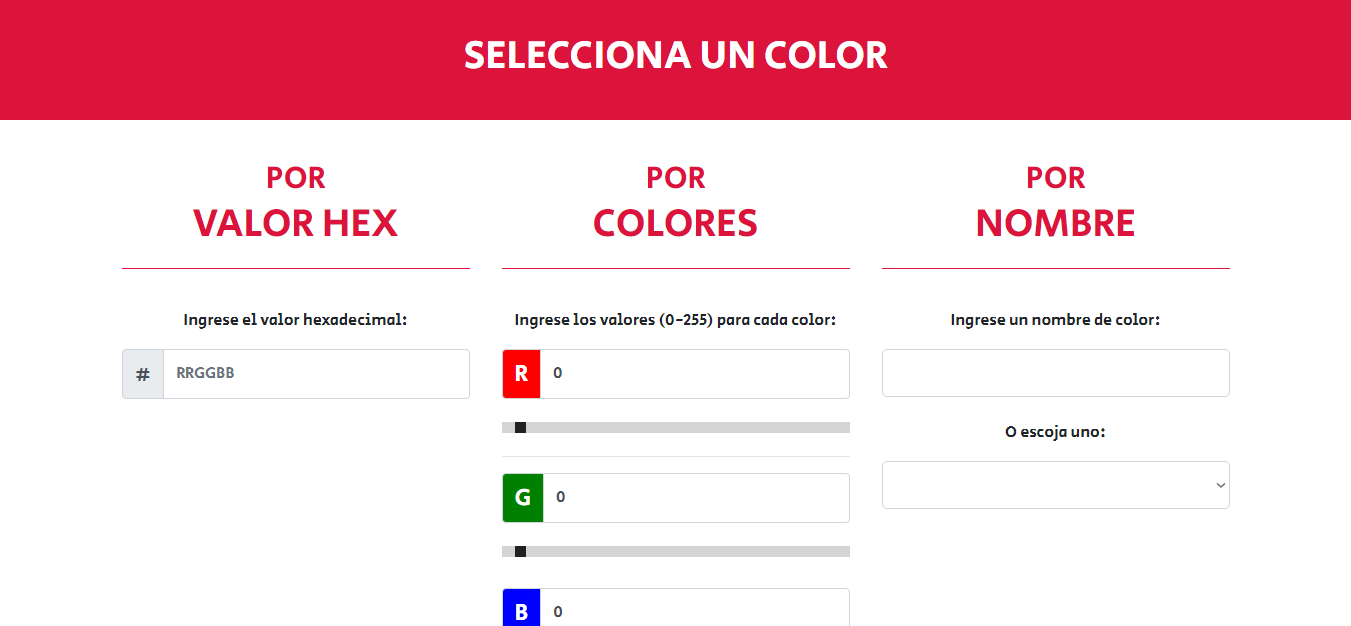 SELECCIONA UN COLOR
POR
VALOR HEX
Ingrese el valor hexadecimal:
# RRGGBB
POR
COLORES
Ingrese los valores (0-255) para cada color:
R 0
G 0
B 0
POR
NOMBRE
Ingrese un nombre de color:
O escoja uno: